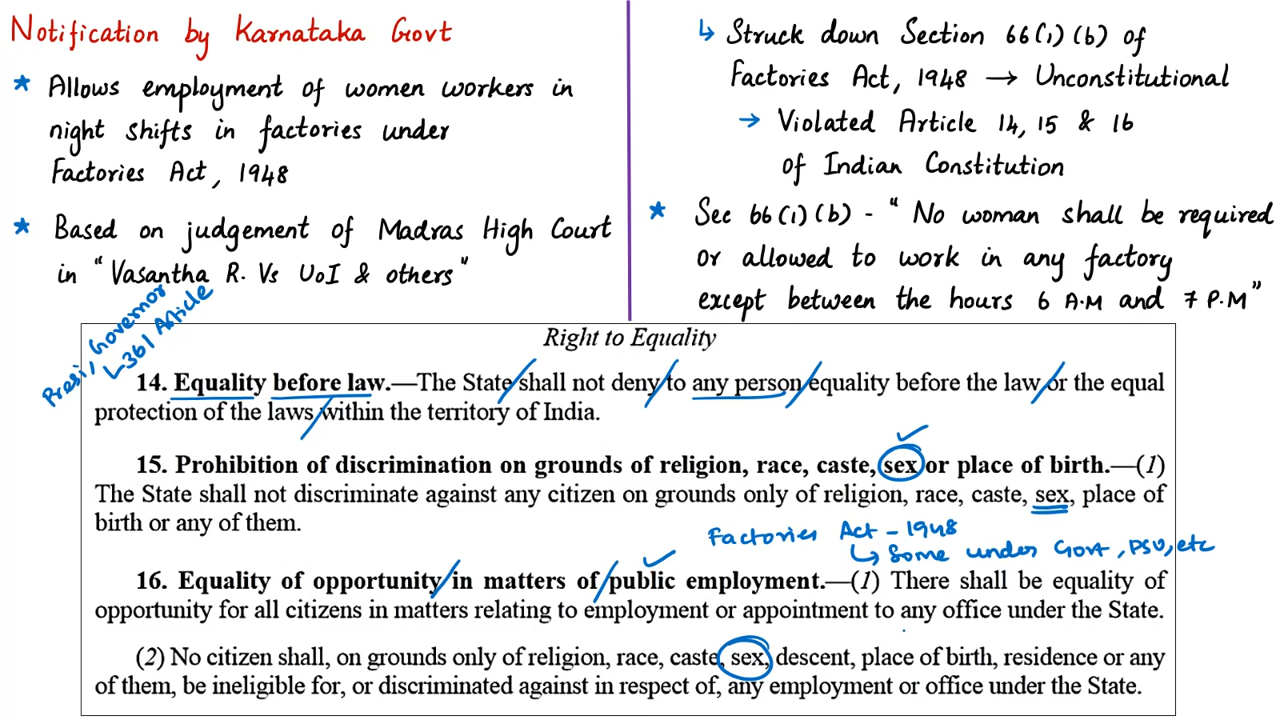 Notification by Karnataka Govt
* Allows employment of women workers in
night shifts in factories under
Factories Act, 1948
* Based on judgement of Madras High Court
in "Vasantha R. Vs UoI & others"
↳ Struck down Section 66(1)(b) of
Factories Act, 1948 → Unconstitutional
→ Violated Article 14, 15 & 16
of Indian Constitution
* Sec 66(1)(b) - "No woman shall be required
or allowed to work in any factory
except between the hours 6 A.M and 7 P.M"
Presi, Governor
↳ 361 Article
Right to Equality
14. Equality before law.—The State shall not deny to any person equality before the law or the equal
protection of the laws within the territory of India.
15. Prohibition of discrimination on grounds of religion, race, caste, sex or place of birth.—(1)
The State shall not discriminate against any citizen on grounds only of religion, race, caste, sex, place of
birth or any of them.
Factories Act - 1948
↳ Some under Govt, PSU, etc
16. Equality of opportunity in matters of public employment.—(1) There shall be equality of
opportunity for all citizens in matters relating to employment or appointment to any office under the State.
(2) No citizen shall, on grounds only of religion, race, caste, sex, descent, place of birth, residence or any
of them, be ineligible for, or discriminated against in respect of, any employment or office under the State.